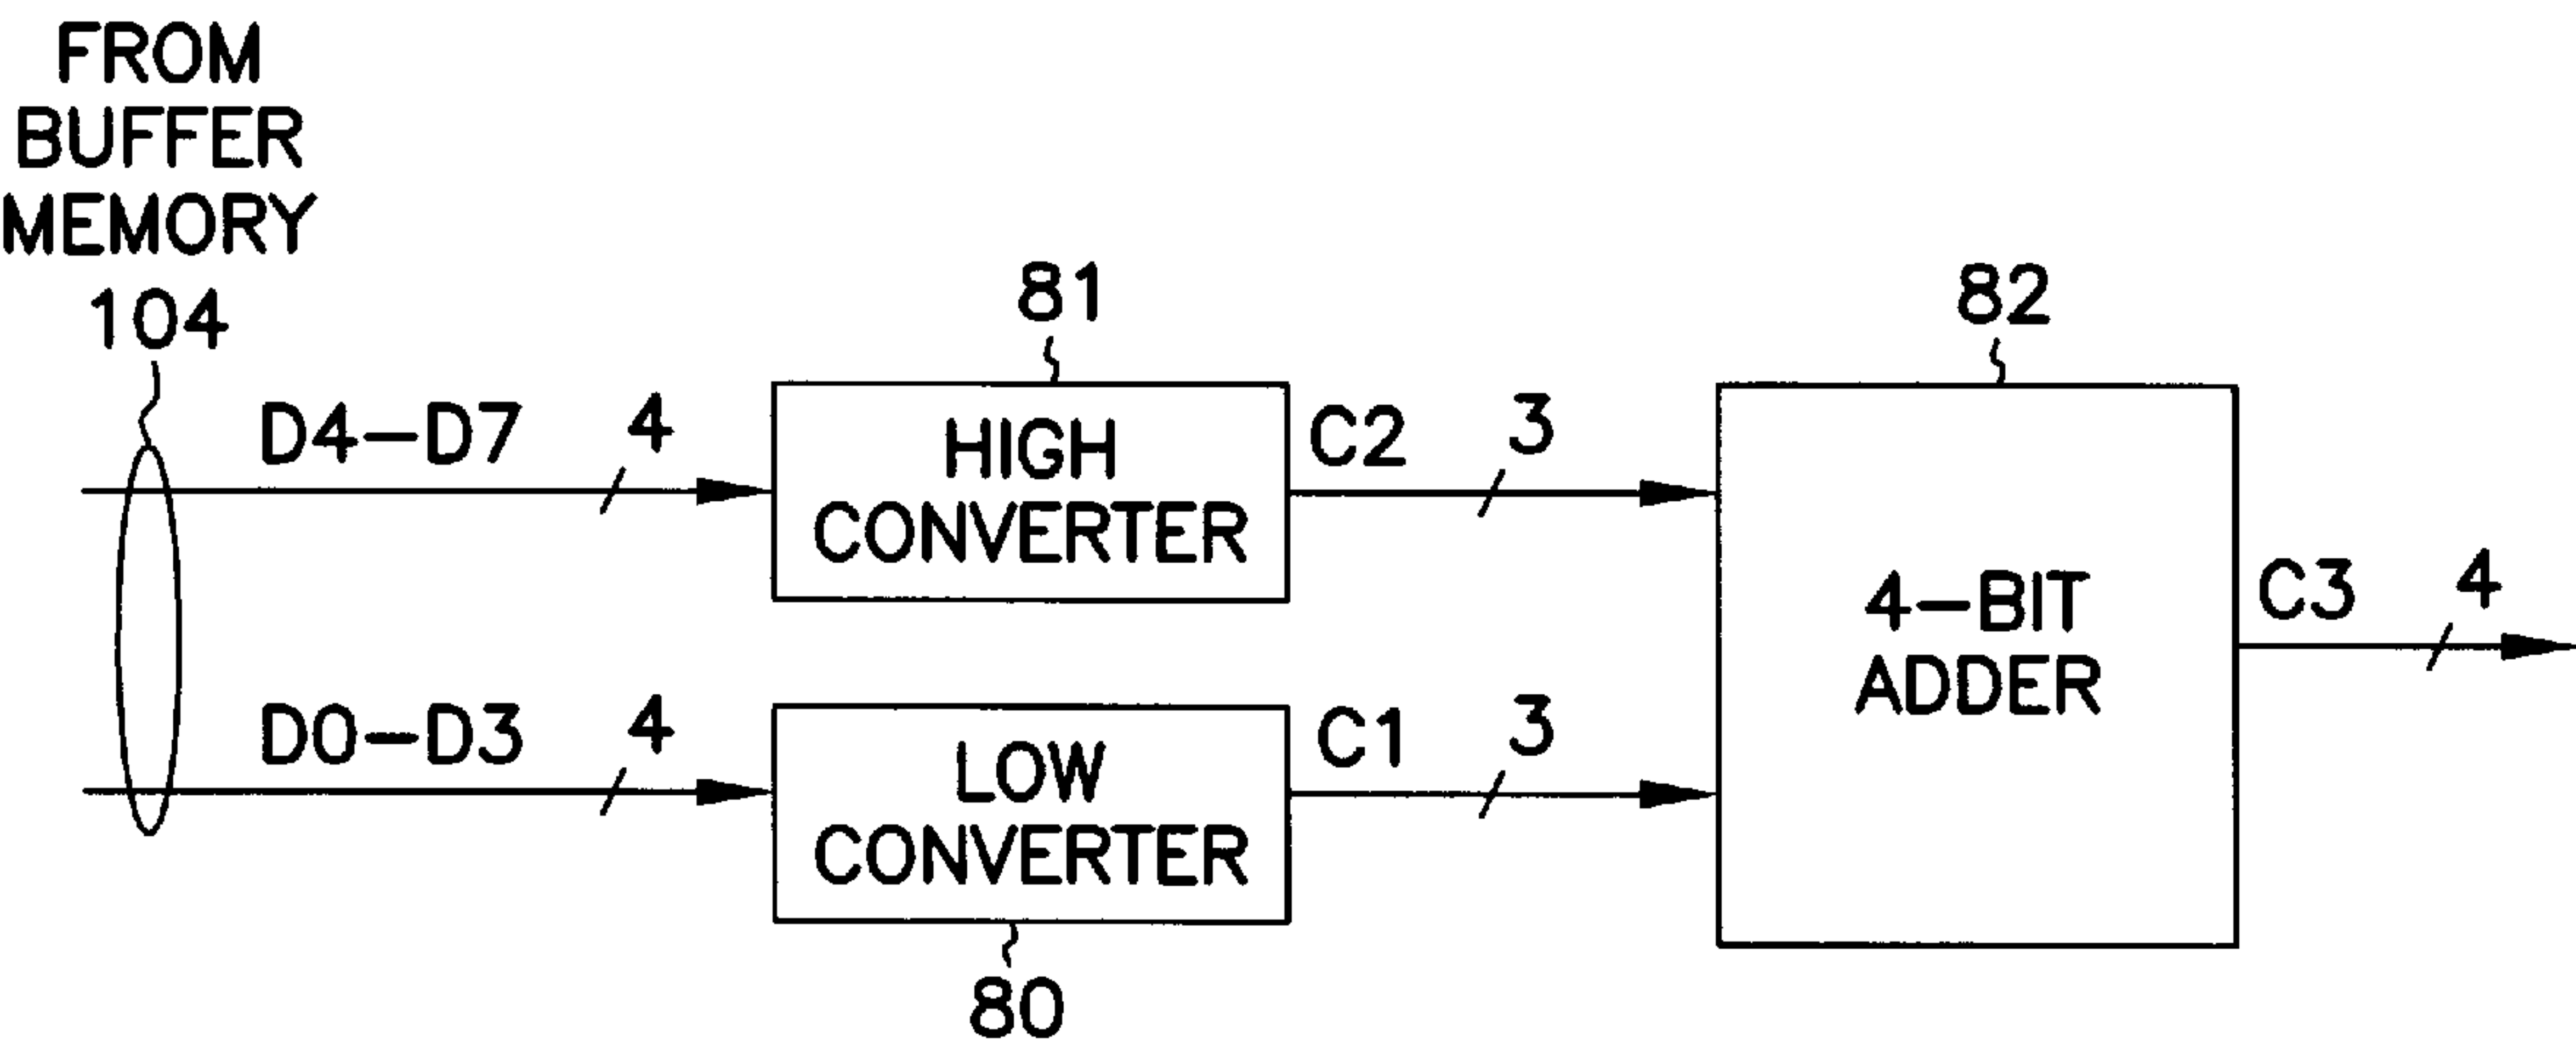 FROM
BUFFER
MEMORY
104
D4-D7
4
81
HIGH
CONVERTER
C2
3
82
4-BIT
ADDER
C3
4
D0-D3
4
LOW
CONVERTER
80
C1
3